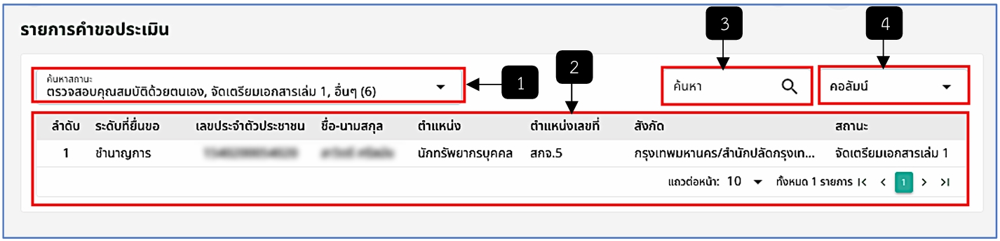 รายการคำขอประเมิน
3
4
2
1
ค้นหาสถานะ
ตรวจสอบคุณสมบัติด้วยตนเอง, จัดเตรียมเอกสารเล่ม 1, อื่นๆ (6)
ค้นหา
คอลัมน์
ลำดับ ระดับที่ยื่นขอ เลขประจำตัวประชาชน ชื่อ-นามสกุล ตำแหน่ง ตำแหน่งเลขที่ สังกัด สถานะ
1 ชำนาญการ นักทรัพยากรบุคคล สกจ.5 กรุงเทพมหานคร/สำนักปลัดกรุงเท... จัดเตรียมเอกสารเล่ม 1
แถวต่อหน้า: 10 ทั้งหมด 1 รายการ |< < 1 > >|